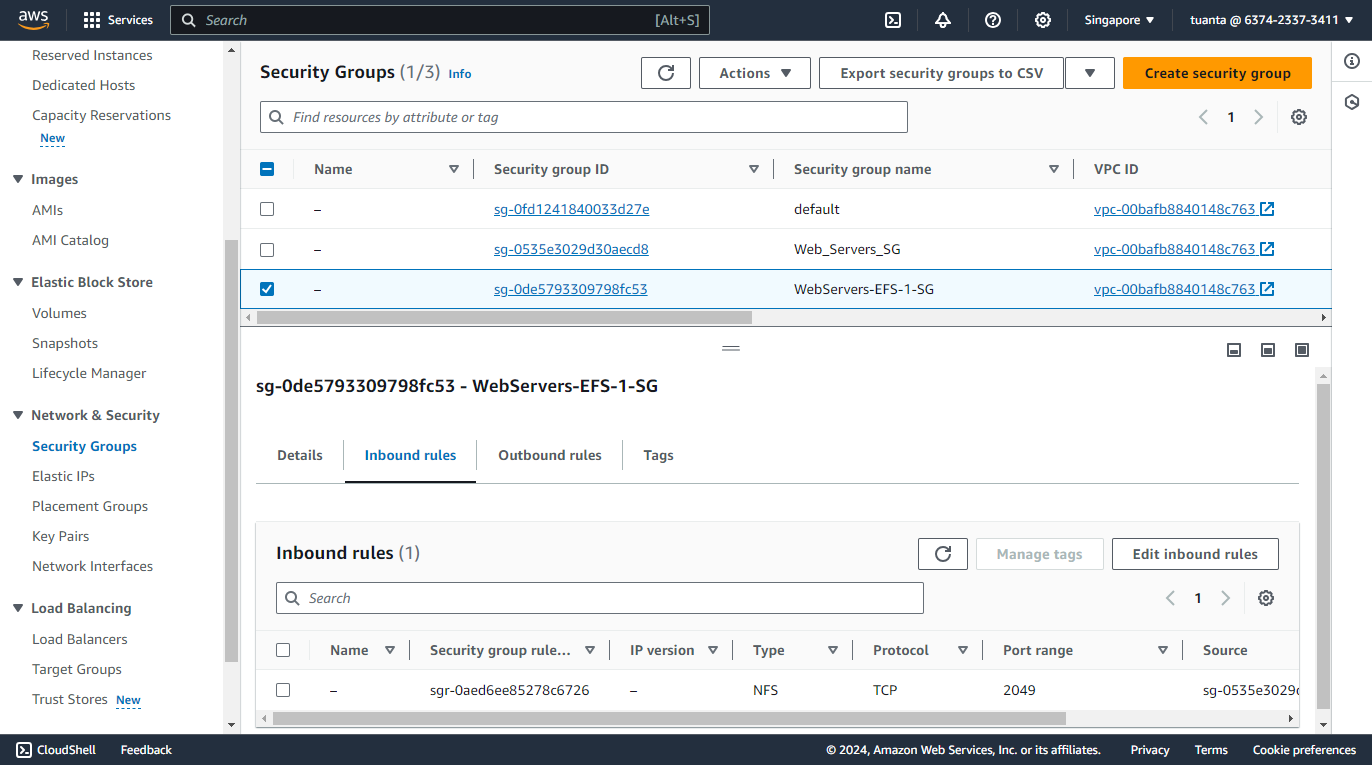 aws Services Search [Alt+S] Singapore tuanta @ 6374-2337-3411
Reserved Instances
Dedicated Hosts
Capacity Reservations
New
Images
AMIs
AMI Catalog
Elastic Block Store
Volumes
Snapshots
Lifecycle Manager
Network & Security
Security Groups
Elastic IPs
Placement Groups
Key Pairs
Network Interfaces
Load Balancing
Load Balancers
Target Groups
Trust Stores New
Security Groups (1/3) Info Actions Export security groups to CSV Create security group
Find resources by attribute or tag 1
Name Security group ID Security group name VPC ID
– sg-0fd1241840033d27e default vpc-00bafb8840148c763
– sg-0535e3029d30aecd8 Web_Servers_SG vpc-00bafb8840148c763
– sg-0de5793309798fc53 WebServers-EFS-1-SG vpc-00bafb8840148c763
sg-0de5793309798fc53 - WebServers-EFS-1-SG
Details Inbound rules Outbound rules Tags
Inbound rules (1) Manage tags Edit inbound rules
Search 1
Name Security group rule... IP version Type Protocol Port range Source
– sgr-0aed6ee85278c6726 – NFS TCP 2049 sg-0535e3029
CloudShell Feedback © 2024, Amazon Web Services, Inc. or its affiliates. Privacy Terms Cookie preferences